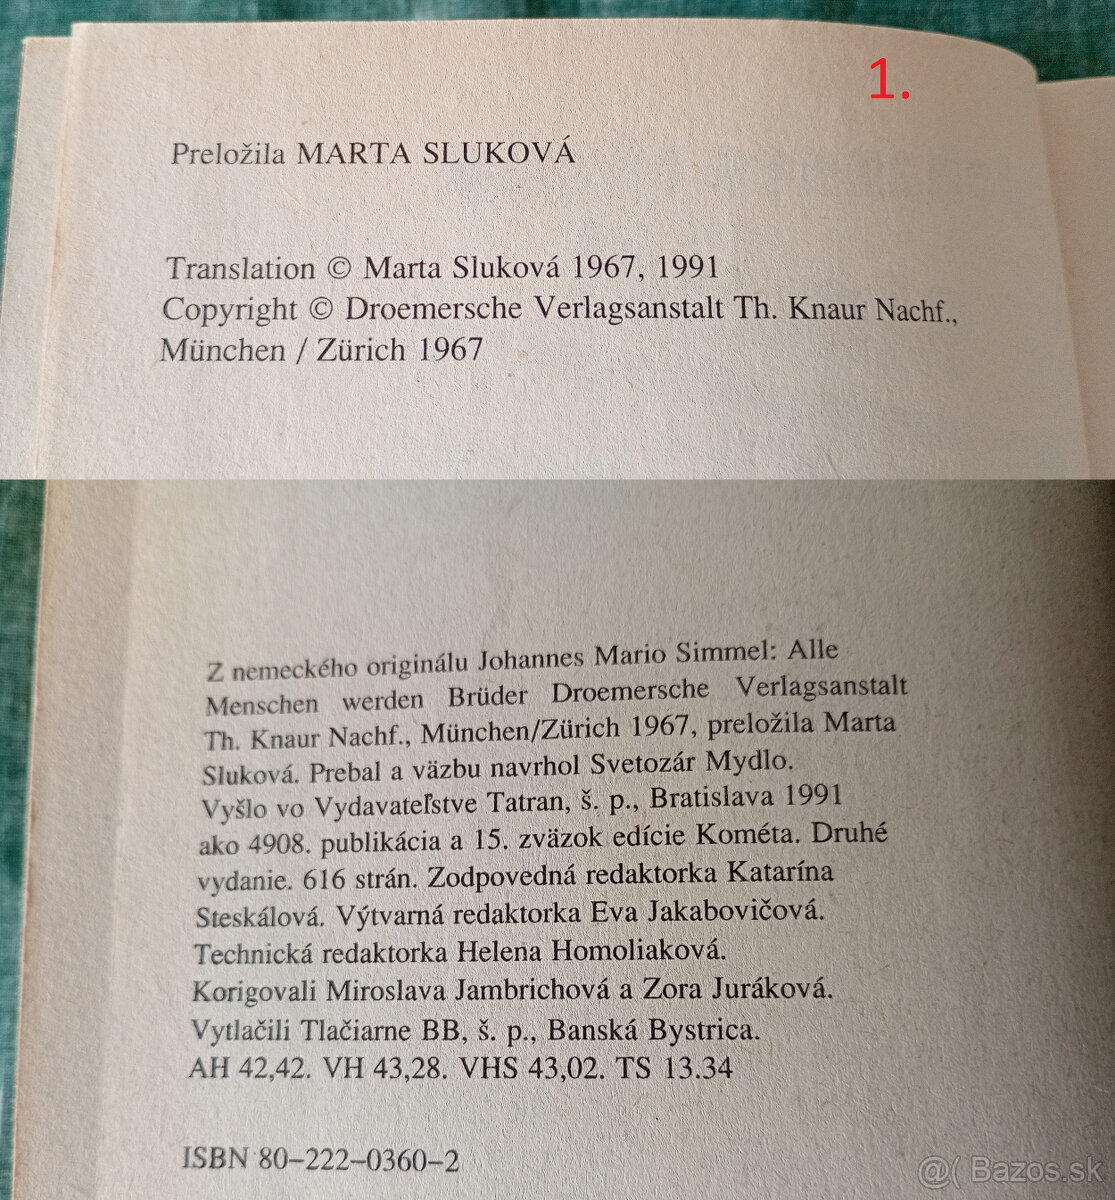 1.
Preložila MARTA SLUKOVÁ
Translation © Marta Sluková 1967, 1991
Copyright © Droemersche Verlagsanstalt Th. Knaur Nachf.,
München / Zürich 1967
Z nemeckého originálu Johannes Mario Simmel: Alle
Menschen werden Brüder Droemersche Verlagsanstalt
Th. Knaur Nachf., München/Zürich 1967, preložila Marta
Sluková. Prebal a väzbu navrhol Svetozár Mydlo.
Vyšlo vo Vydavateľstve Tatran, š. p., Bratislava 1991
ako 4908. publikácia a 15. zväzok edície Kométa. Druhé
vydanie. 616 strán. Zodpovedná redaktorka Katarína
Steskálová. Výtvarná redaktorka Eva Jakabovičová.
Technická redaktorka Helena Homoliaková.
Korigovali Miroslava Jambrichová a Zora Juráková.
Vytlačili Tlačiarne BB, š. p., Banská Bystrica.
AH 42,42. VH 43,28. VHS 43,02. TS 13.34
ISBN 80–222–0360–2
@( Bazos.sk